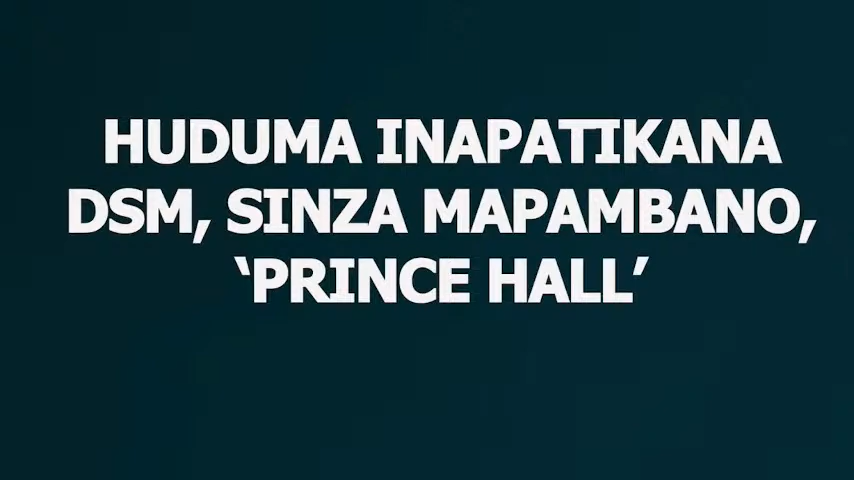 HUDUMA INAPATIKANA
DSM, SINZA MAPAMBANO,
‘PRINCE HALL’